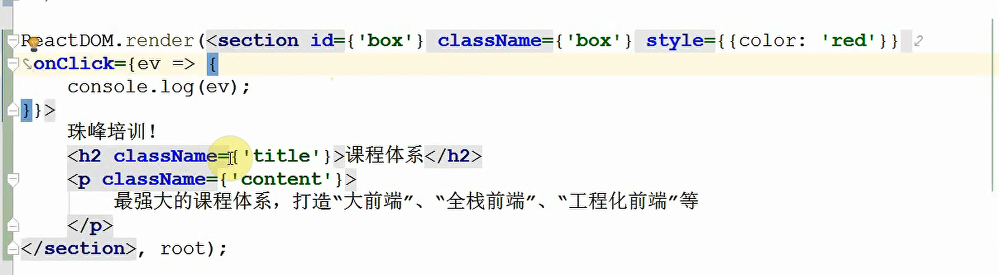 ReactDOM.render(<section id={'box'} className={'box'} style={{color: 'red'}}
onClick={ev => {
console.log(ev);
}}>
珠峰培训!
<h2 className={'title'}>课程体系</h2>
<p className={'content'}>
最强大的课程体系，打造“大前端”、“全栈前端”、“工程化前端”等
</p>
</section>, root);